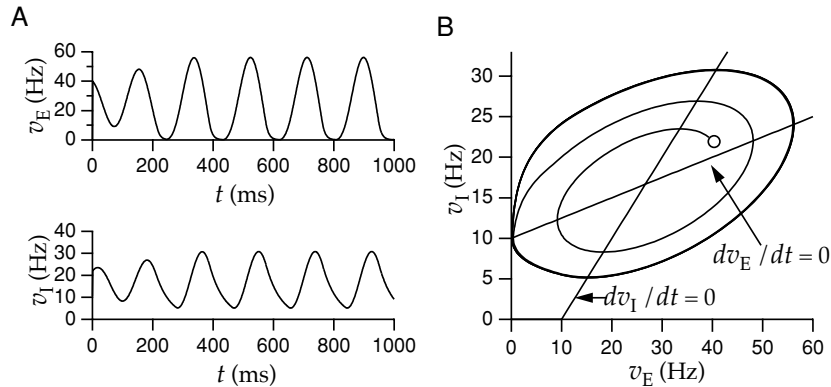 A
60
40
20
0
v_E (Hz)
0 200 400 600 800 1000
t (ms)
40
30
20
10
0
v_I (Hz)
0 200 400 600 800 1000
t (ms)
B
30
25
20
15
10
5
0
v_I (Hz)
dv_E /dt = 0
dv_I /dt = 0
0 10 20 30 40 50 60
v_E (Hz)